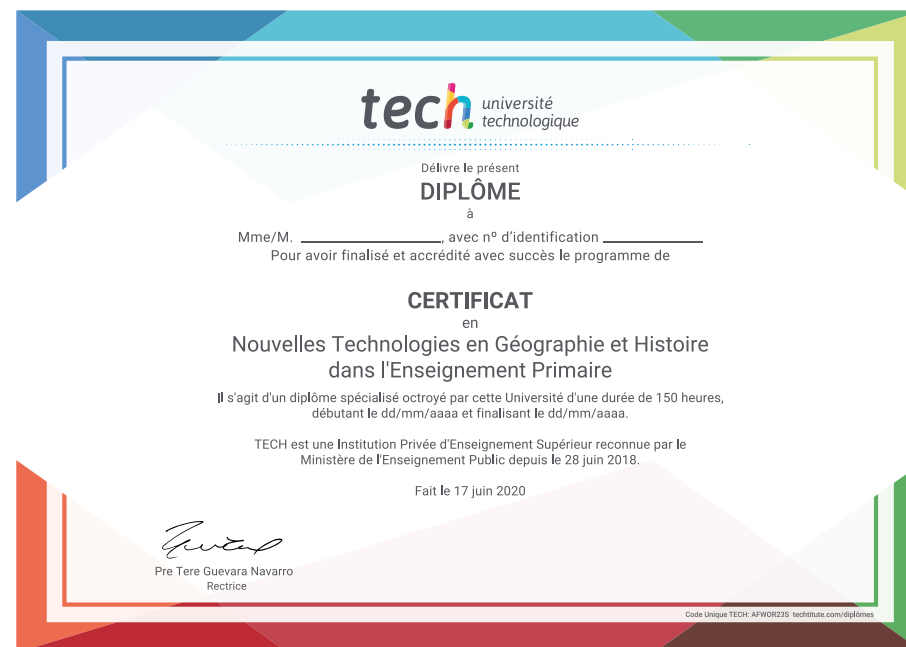 tech université
technologique
Délivre le présent
DIPLÔME
à
Mme/M. ____________________, avec nº d'identification ______________
Pour avoir finalisé et accrédité avec succès le programme de
CERTIFICAT
en
Nouvelles Technologies en Géographie et Histoire
dans l'Enseignement Primaire
Il s'agit d'un diplôme spécialisé octroyé par cette Université d'une durée de 150 heures,
débutant le dd/mm/aaaa et finalisant le dd/mm/aaaa.
TECH est une Institution Privée d'Enseignement Supérieur reconnue par le
Ministère de l'Enseignement Public depuis le 28 juin 2018.
Fait le 17 juin 2020
Pre Tere Guevara Navarro
Rectrice
Code Unique TECH: AFWOR23S techtitute.com/diplômes